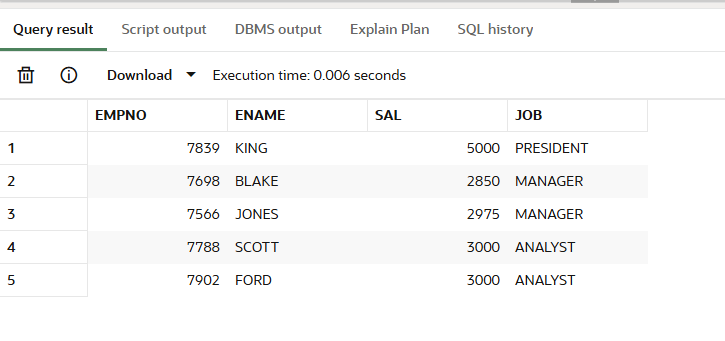 Query result Script output DBMS output Explain Plan SQL history
Download Execution time: 0.006 seconds
EMPNO ENAME SAL JOB
1 7839 KING 5000 PRESIDENT
2 7698 BLAKE 2850 MANAGER
3 7566 JONES 2975 MANAGER
4 7788 SCOTT 3000 ANALYST
5 7902 FORD 3000 ANALYST